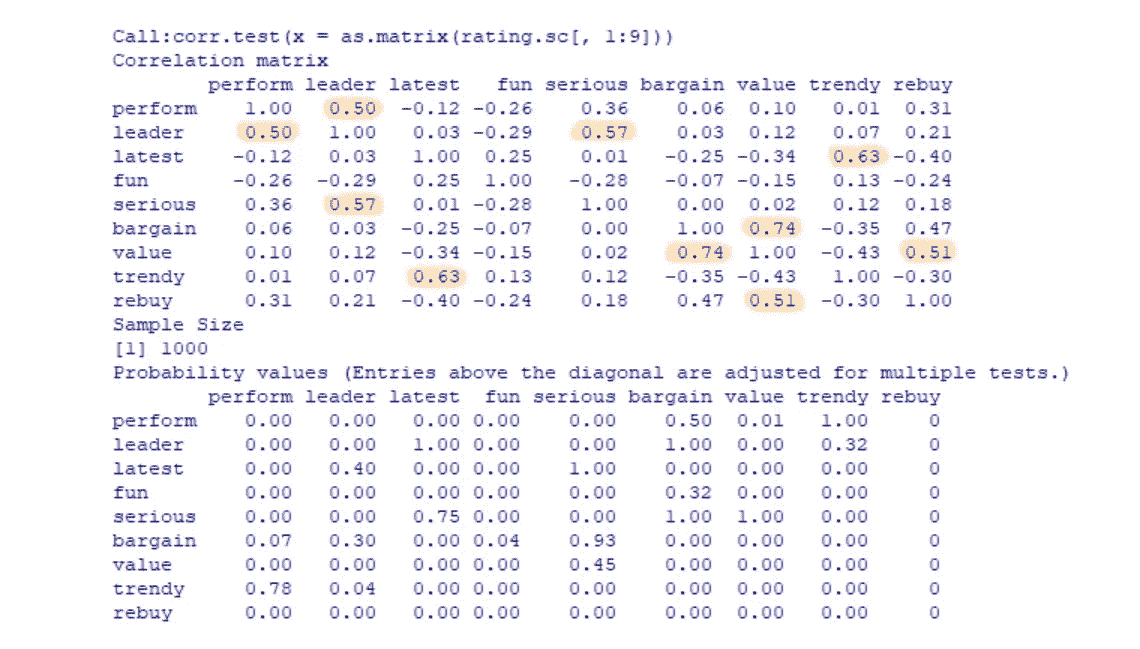 Call:corr.test(x = as.matrix(rating.sc[, 1:9]))
Correlation matrix
perform leader latest fun serious bargain value trendy rebuy
perform 1.00 0.50 -0.12 -0.26 0.36 0.06 0.10 0.01 0.31
leader 0.50 1.00 0.03 -0.29 0.57 0.03 0.12 0.07 0.21
latest -0.12 0.03 1.00 0.25 0.01 -0.25 -0.34 0.63 -0.40
fun -0.26 -0.29 0.25 1.00 -0.28 -0.07 -0.15 0.13 -0.24
serious 0.36 0.57 0.01 -0.28 1.00 0.00 0.02 0.12 0.18
bargain 0.06 0.03 -0.25 -0.07 0.00 1.00 0.74 -0.35 0.47
value 0.10 0.12 -0.34 -0.15 0.02 0.74 1.00 -0.43 0.51
trendy 0.01 0.07 0.63 0.13 0.12 -0.35 -0.43 1.00 -0.30
rebuy 0.31 0.21 -0.40 -0.24 0.18 0.47 0.51 -0.30 1.00
Sample Size
[1] 1000
Probability values (Entries above the diagonal are adjusted for multiple tests.)
perform leader latest fun serious bargain value trendy rebuy
perform 0.00 0.00 0.00 0.00 0.00 0.50 0.01 1.00 0
leader 0.00 0.00 1.00 0.00 0.00 1.00 0.00 0.32 0
latest 0.00 0.40 0.00 0.00 1.00 0.00 0.00 0.00 0
fun 0.00 0.00 0.00 0.00 0.00 0.32 0.00 0.00 0
serious 0.00 0.00 0.75 0.00 0.00 1.00 1.00 0.00 0
bargain 0.07 0.30 0.00 0.04 0.93 0.00 0.00 0.00 0
value 0.00 0.00 0.00 0.00 0.45 0.00 0.00 0.00 0
trendy 0.78 0.04 0.00 0.00 0.00 0.00 0.00 0.00 0
rebuy 0.00 0.00 0.00 0.00 0.00 0.00 0.00 0.00 0